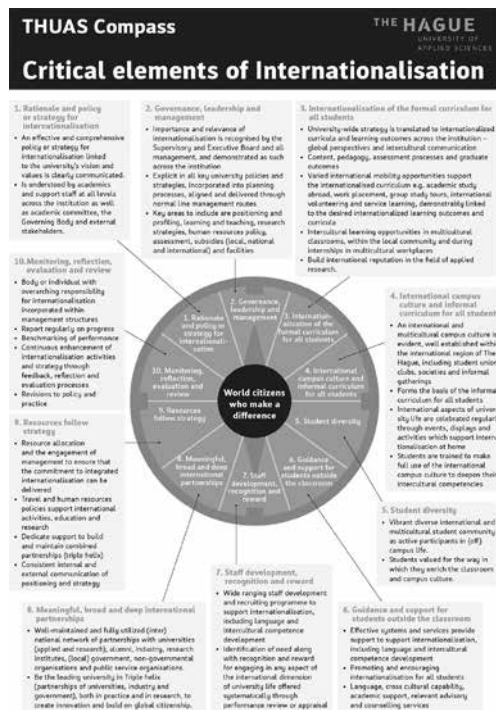 THUAS Compass
THE HAGUE
UNIVERSITY OF
APPLIED SCIENCES
Critical elements of Internationalisation
1. Rationale and policy
or strategy for
internationalisation
• An effective and comprehensive
policy or strategy for
internationalisation linked
to the university's vision and
values is clearly communicated.
• Is understood by academics
and support staff at all levels
across the institution as well
as academic committee, the
Governing Body and external
stakeholders.
2. Governance, leadership and
management
• Importance and relevance of
internationalisation is recognised by the
Supervisory and Executive Board and all
management, and demonstrated as such
across the institution
• Explicit in all key university policies and
strategies, incorporated into planning
processes, aligned and delivered through
normal line management routes
• Key areas to include are positioning and
profiling, learning and teaching, research
strategies, human resources policy,
assessment, subsidies (local, national
and international) and facilities
3. Internationalisation of the formal curriculum for
all students
• University-wide strategy is translated to internationalized
curricula and learning outcomes across the institution –
global perspectives and intercultural communication
• Content, pedagogy, assessment processes and graduate
outcomes
• Varied international mobility opportunities support
the internationalised curriculum e.g. academic study
abroad, work placement, group study tours, international
volunteering and service learning, demonstrably linked
to the desired internationalized learning outcomes and
curricula
• Intercultural learning opportunities in multicultural
classrooms, within the local community and during
internships in multicultural workplaces
• Build international reputation in the field of applied
research.
10. Monitoring, reflection,
evaluation and review
• Body or individual with
overarching responsibility
for internationalisation
incorporated within
management structures
• Report regularly on progress
• Benchmarking of performance
• Continuous enhancement of
internationalisation activities
and strategy through
feedback, reflection and
evaluation processes
• Revisions to policy and
practice
4. International campus
culture and informal
curriculum for all students
• An international and
multicultural campus culture is
evident, well established within
the international region of The
Hague, including student union
clubs, societies and informal
gatherings
• Forms the basis of the informal
curriculum for all students
• International aspects of univer-
sity life are celebrated regularly
through events, displays and
activities which support intern
tionalisation at home
• Students are trained to make
full use of the international
campus culture to deepen their
intercultural competencies
1. Rationale
and policy or
strategy for
internationali-
sation
2. Governance,
leadership and
management
3. Internation-
alisation of the
formal curriculum
for all students
4. International
campus culture and
informal curriculum
for all students
5. Student diversity
6. Guidance
and support for
students outside
the classroom
7. Staff
development,
recognition and
reward
8. Meaningful,
broad and deep
international
partnerships
9. Resources
follow strategy
10. Monitoring,
reflection,
evaluation and
review
World citizens
who make a
difference
9. Resources follow
strategy
• Resource allocation
and the engagement of
management to ensure that
the commitment to integrated
internationalisation can be
delivered
• Travel and human resources
policies support international
activities, education and
research
• Dedicate support to build
and maintain combined
partnerships (triple helix)
• Consistent internal and
external communication of
positioning and strategy
5. Student diversity
• Vibrant diverse international and
multicultural student community
as active participants in (off)
campus life.
• Students valued for the way in
which they enrich the classroom
and campus culture.
8. Meaningful, broad and deep international
partnerships
• Well-maintained and fully utilized (inter)
national network of partnerships with universities
(applied and research), alumni, industry, research
institutes, (local) government, non-governmental
organisations and public service organisations
• Be the leading university in Triple helix
(partnerships of universities, industry and
government), both in practice and in research, to
create innovation and build on global citizenship.
7. Staff development,
recognition and reward
• Wide ranging staff development
and recruiting programme to
support internationalisation,
including language and
intercultural competence
development
• Identification of need along
with recognition and reward
for engaging in any aspect of
the international dimension
of university life offered
systematically through
performance review or appraisal
6. Guidance and support for
students outside the classroom
• Effective systems and services provide
support to support internationalisation,
including language and intercultural
competence development
• Promoting and encouraging
internationalisation for all students
• Language, cross cultural capability,
academic support, relevant advisory
and counselling services